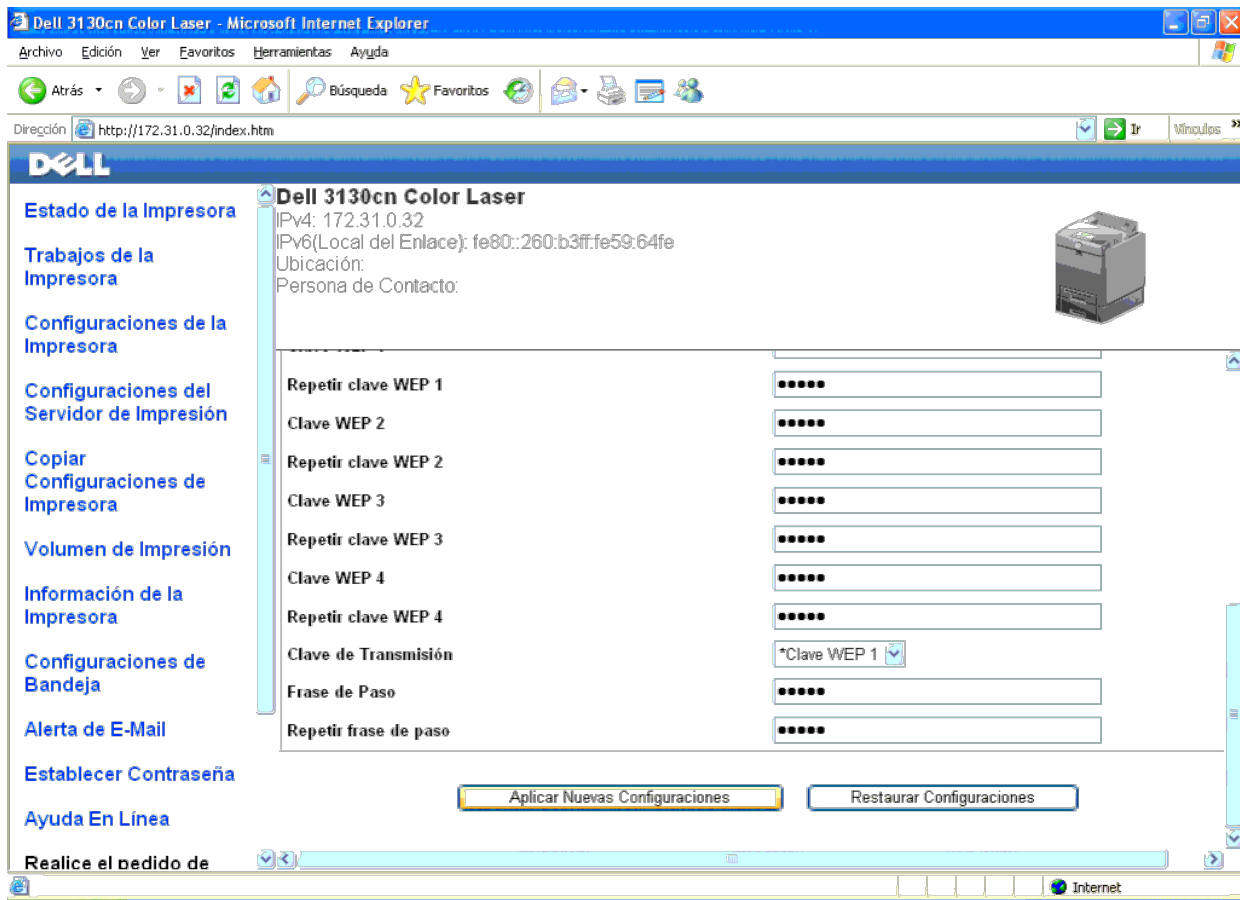 Dell 3130cn Color Laser - Microsoft Internet Explorer
Archivo Edición Ver Favoritos Herramientas Ayuda
Atrás Búsqueda Favoritos
Dirección http://172.31.0.32/index.htm Ir Vínculos »
DELL
Estado de la Impresora
Trabajos de la
Impresora
Configuraciones de la
Impresora
Configuraciones del
Servidor de Impresión
Copiar
Configuraciones de
Impresora
Volumen de Impresión
Información de la
Impresora
Configuraciones de
Bandeja
Alerta de E-Mail
Establecer Contraseña
Ayuda En Línea
Realice el pedido de
Dell 3130cn Color Laser
IPv4: 172.31.0.32
IPv6(Local del Enlace): fe80::260:b3ff:fe59:64fe
Ubicación:
Persona de Contacto:
Repetir clave WEP 1 •••••
Clave WEP 2 •••••
Repetir clave WEP 2 •••••
Clave WEP 3 •••••
Repetir clave WEP 3 •••••
Clave WEP 4 •••••
Repetir clave WEP 4 •••••
Clave de Transmisión *Clave WEP 1
Frase de Paso •••••
Repetir frase de paso •••••
Aplicar Nuevas Configuraciones Restaurar Configuraciones
Internet